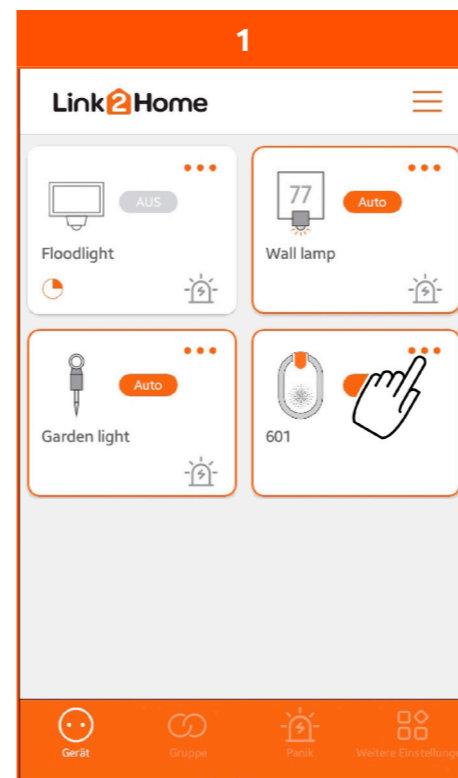 1
Link2Home
AUS
Floodlight
77
Auto
Wall lamp
Auto
Garden light
601
Gerät
Gruppe
Panik
Weitere Einstellunge